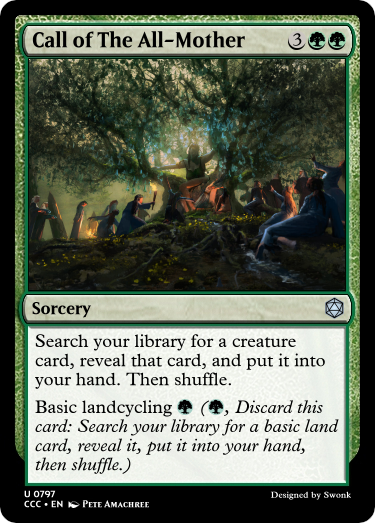 Call of The All-Mother 3
Sorcery
Search your library for a creature
card, reveal that card, and put it into
your hand. Then shuffle.
Basic landcycling (, Discard this
card: Search your library for a basic land
card, reveal it, put it into your hand,
then shuffle.)
U 0797
CCC • EN Pete Amachree
Designed by Swonk